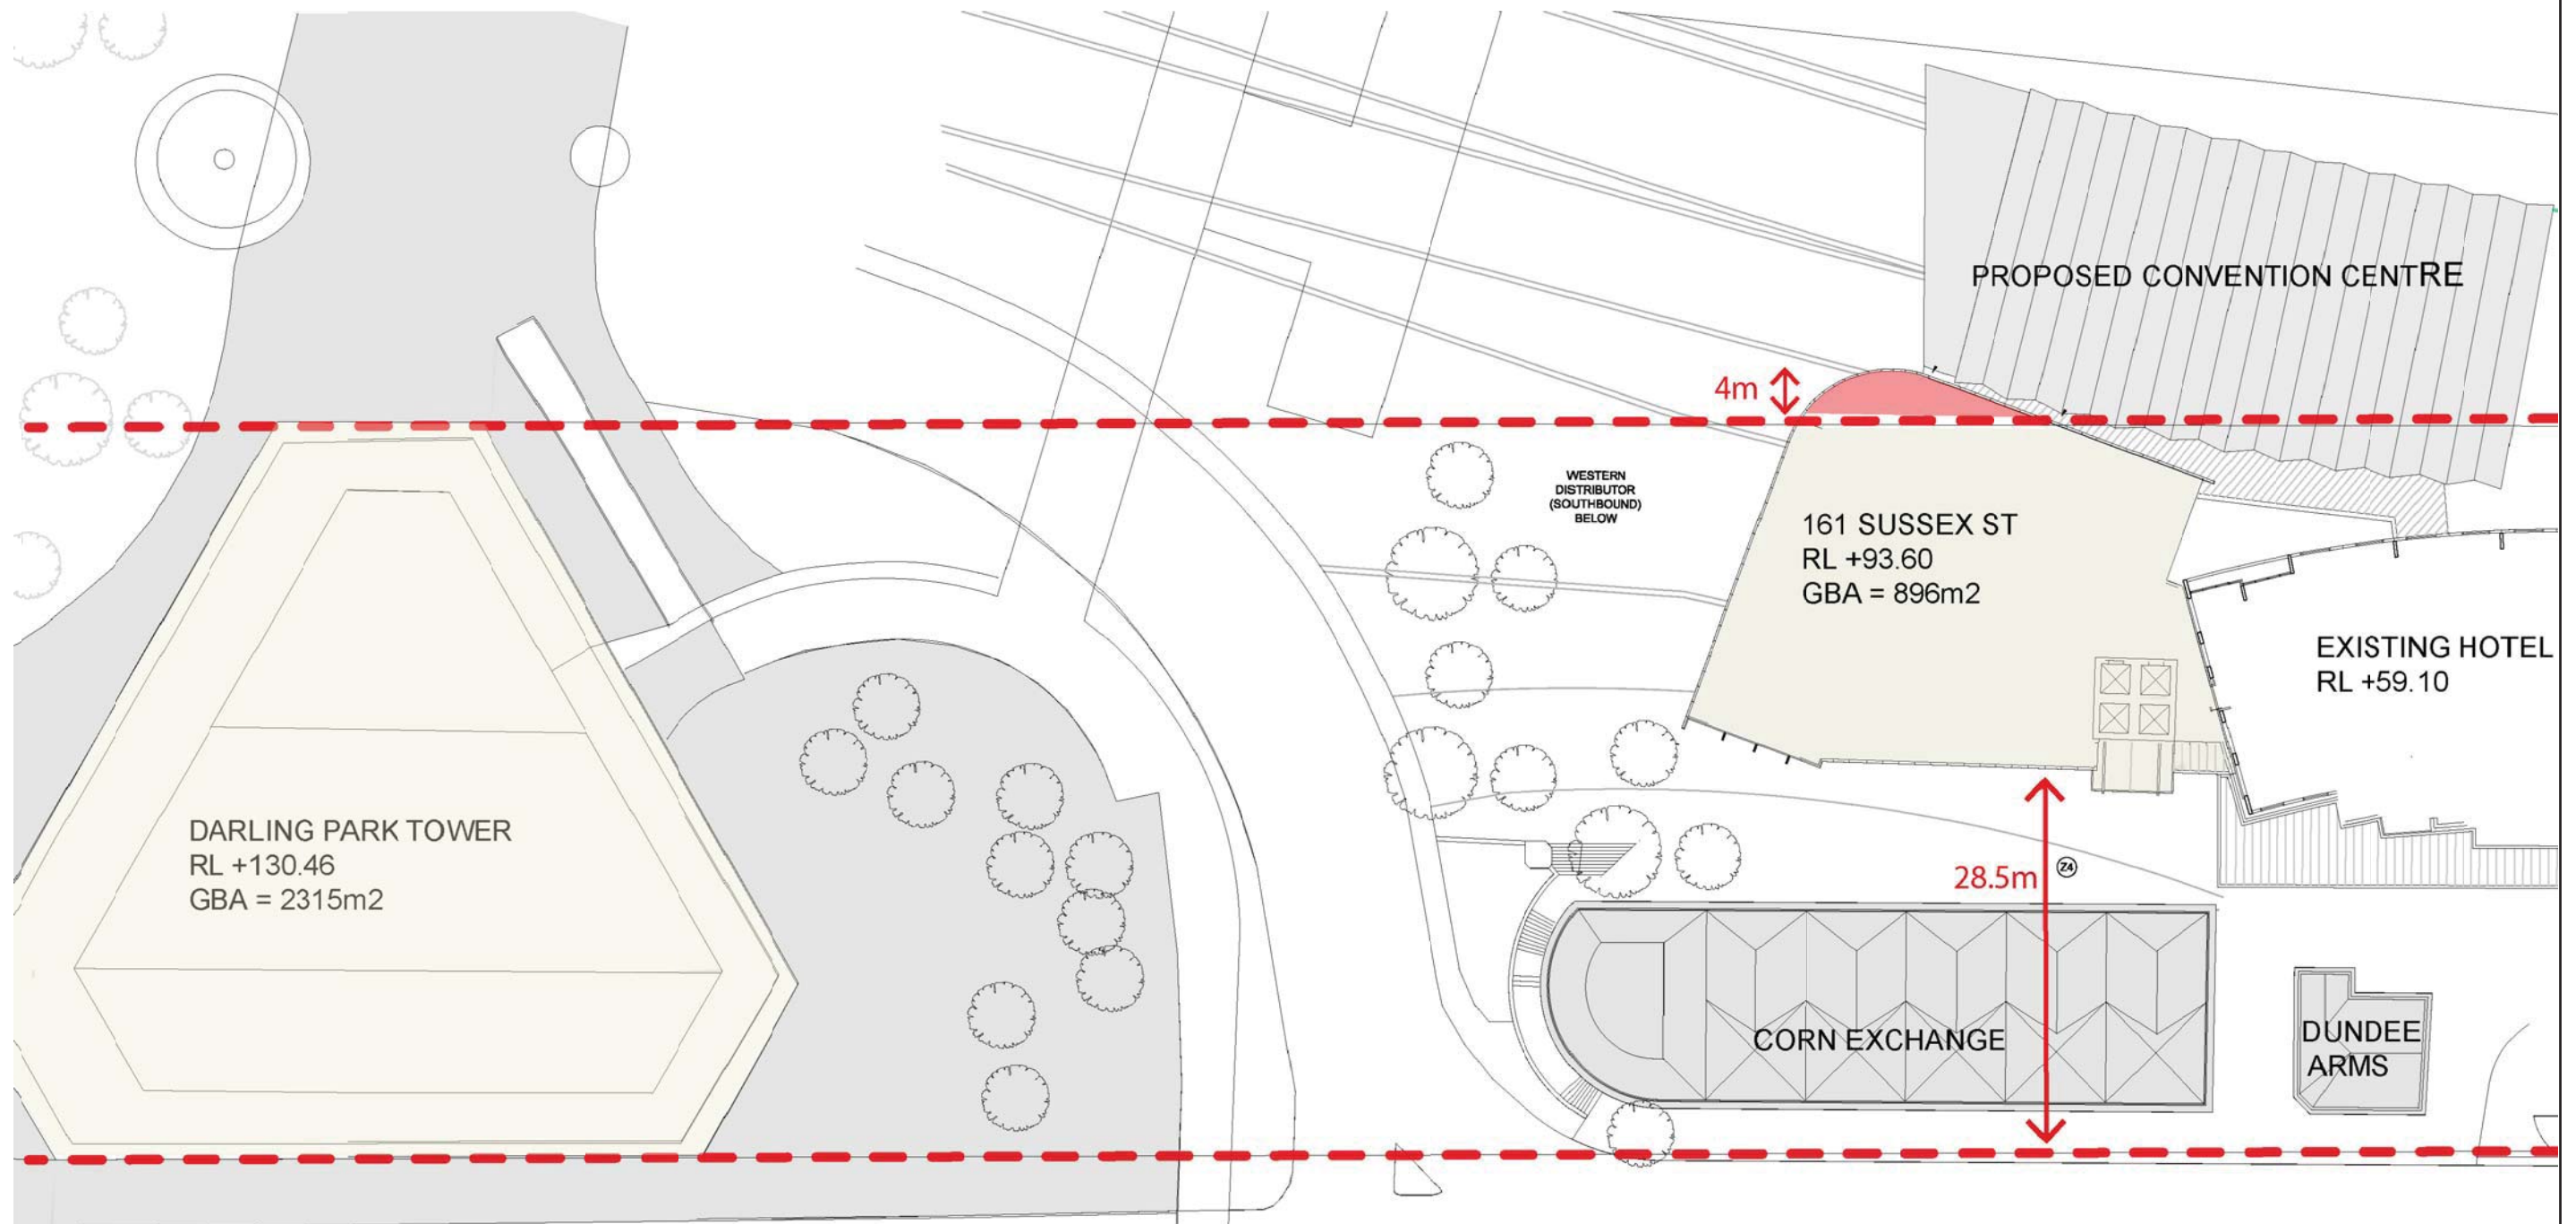 PROPOSED CONVENTION CENTRE
4m
WESTERN
DISTRIBUTOR
(SOUTHBOUND)
BELOW
161 SUSSEX ST
RL +93.60
GBA = 896m2
EXISTING HOTEL
RL +59.10
DARLING PARK TOWER
RL +130.46
GBA = 2315m2
28.5m
Z4
CORN EXCHANGE
DUNDEE
ARMS